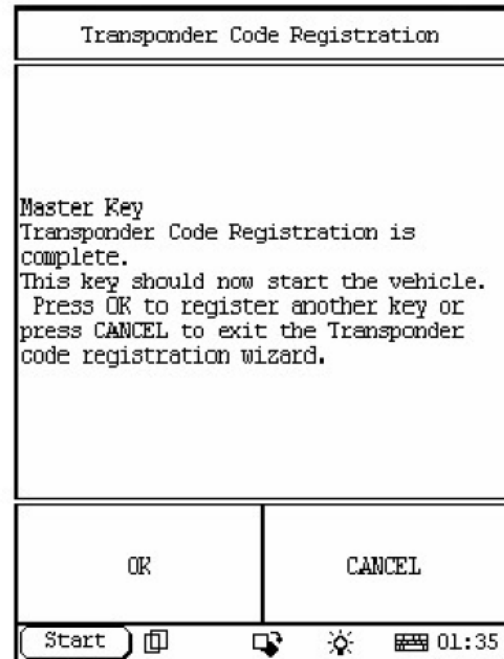 Transponder Code Registration
Master Key
Transponder Code Registration is
complete.
This key should now start the vehicle.
Press OK to register another key or
press CANCEL to exit the Transponder
code registration wizard.
OK
CANCEL
Start
01:35